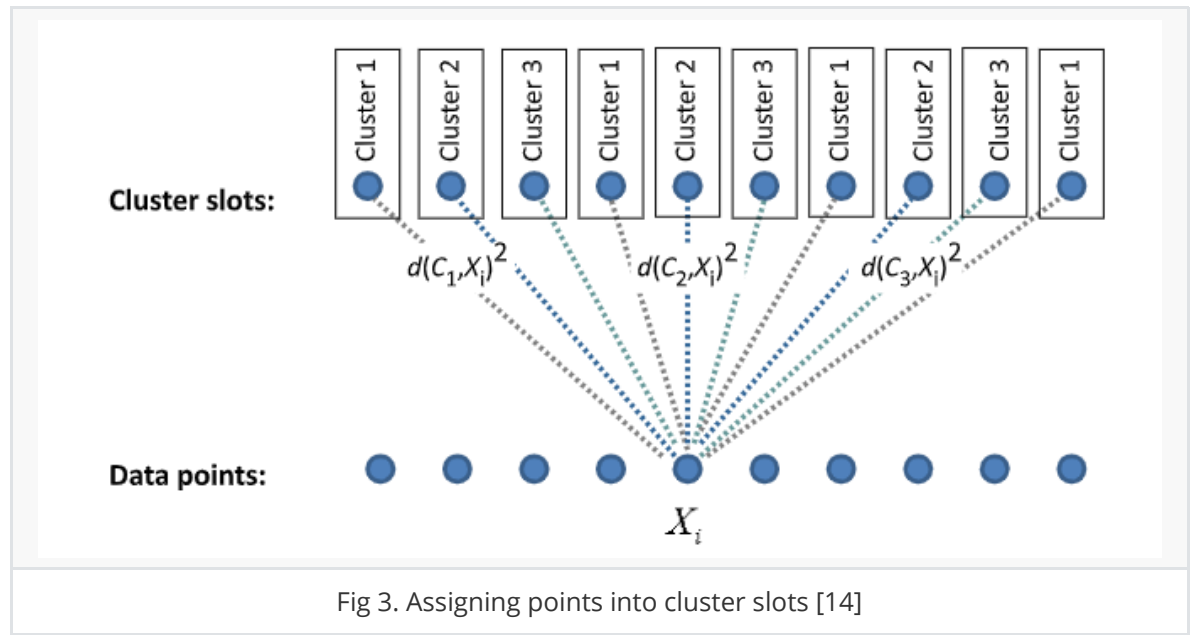 Cluster 1
Cluster 2
Cluster 3
Cluster 1
Cluster 2
Cluster 3
Cluster 1
Cluster 2
Cluster 3
Cluster 1
Cluster slots:
d(C₁,Xᵢ)²
d(C₂,Xᵢ)²
d(C₃,Xᵢ)²
Data points:
Xᵢ
Fig 3. Assigning points into cluster slots [14]